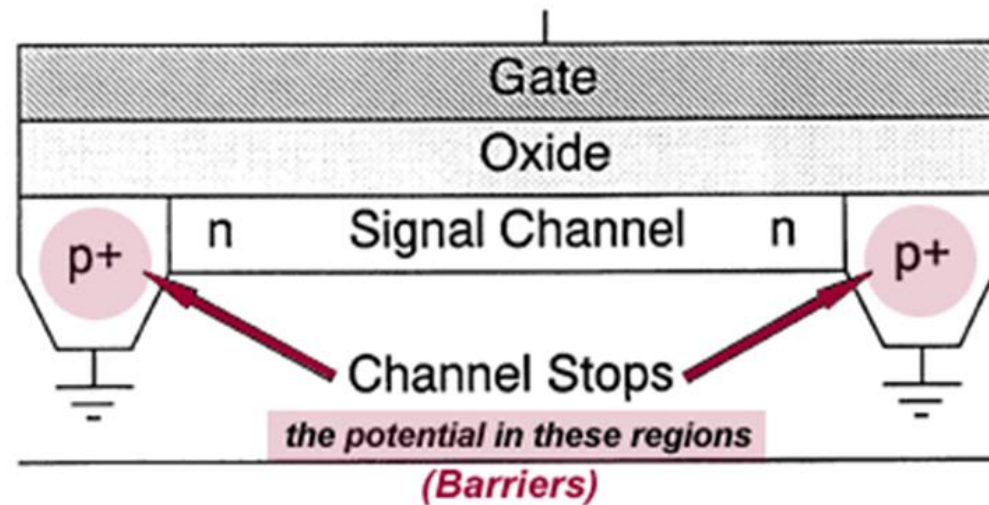 Gate
Oxide
p+ n Signal Channel n p+
Channel Stops
the potential in these regions
(Barriers)